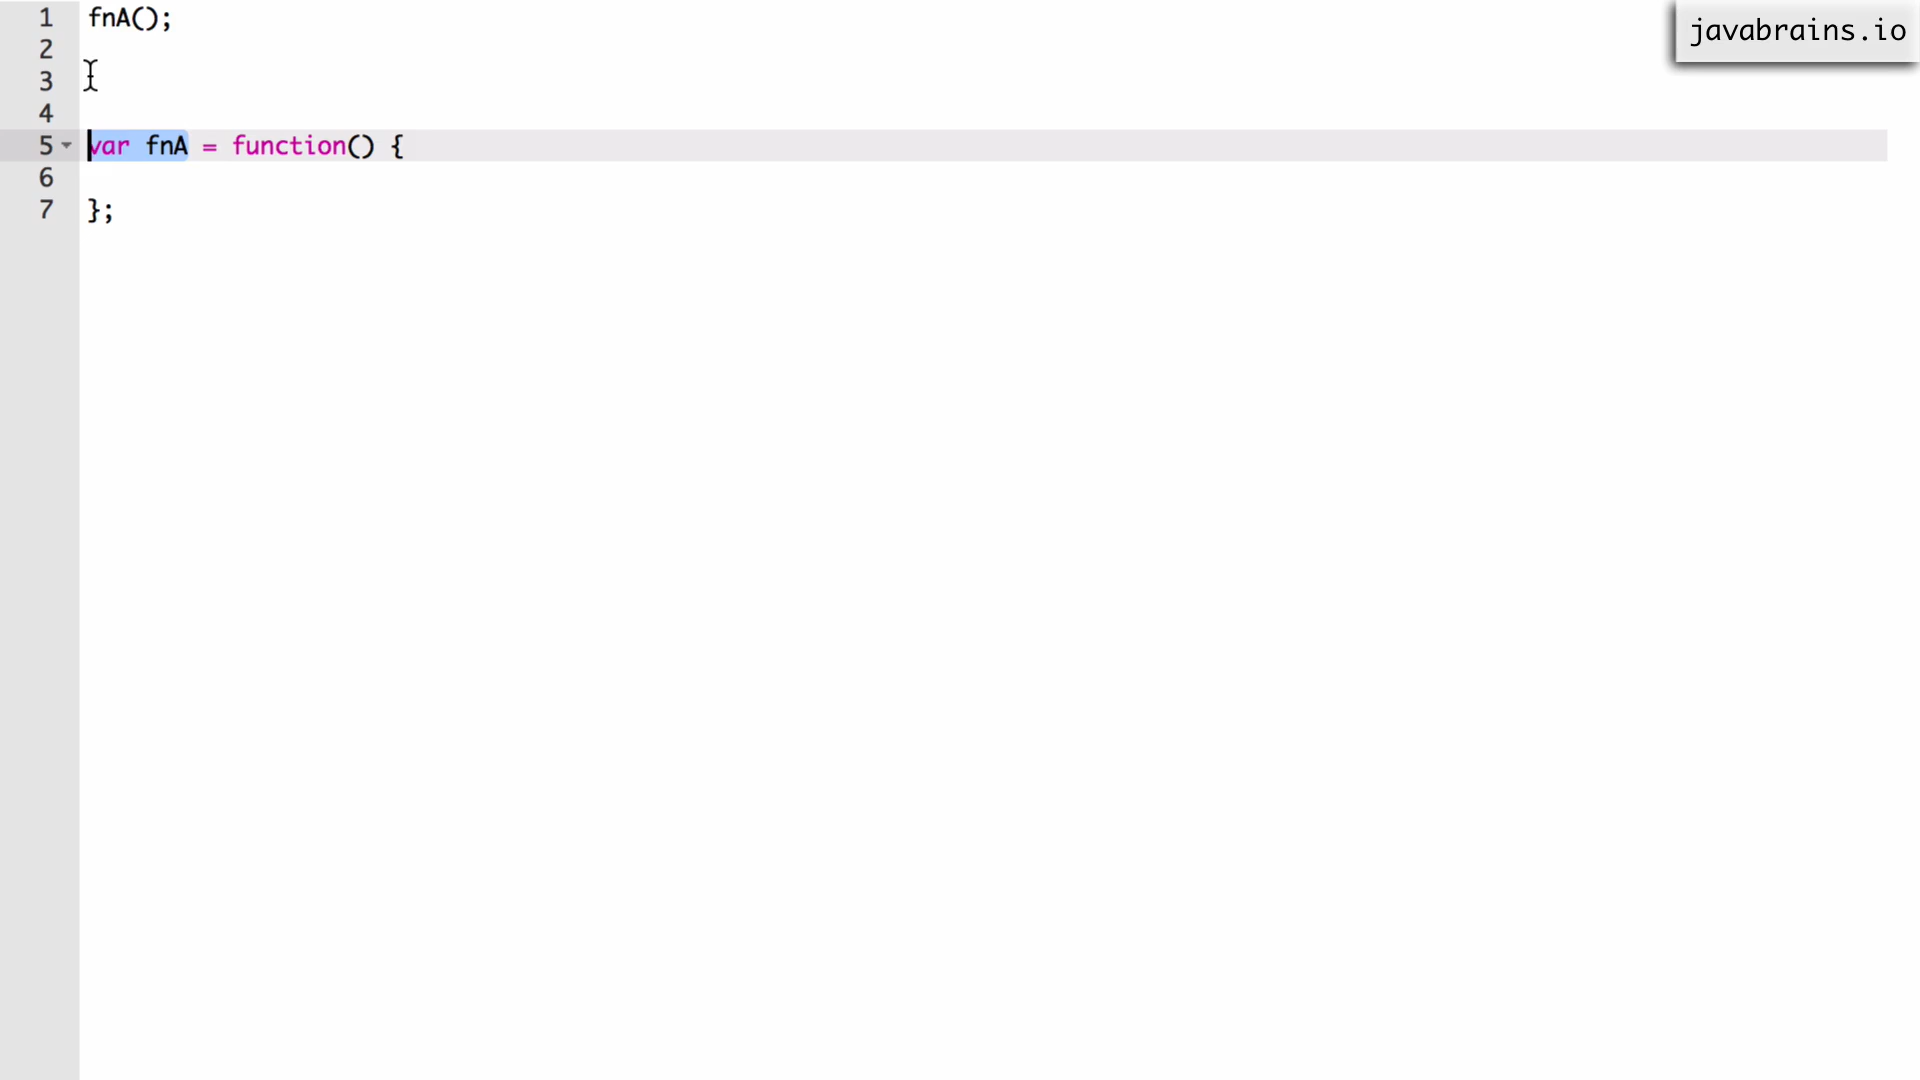 javabrains.io
1 fnA();
2
3
4
5 var fnA = function() {
6
7 };